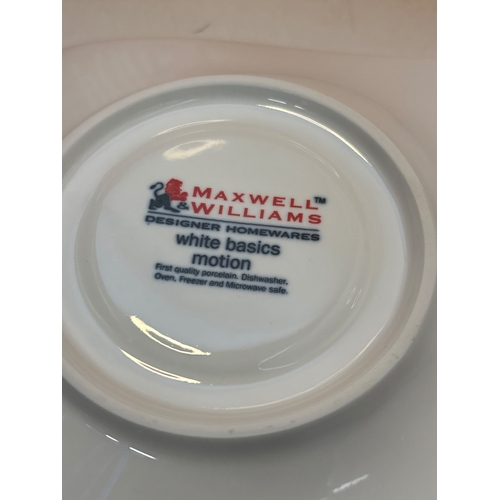 MAXWELL™
& WILLIAMS
DESIGNER HOMEWARES
white basics
motion
First quality porcelain. Dishwasher,
Oven, Freezer and Microwave safe.